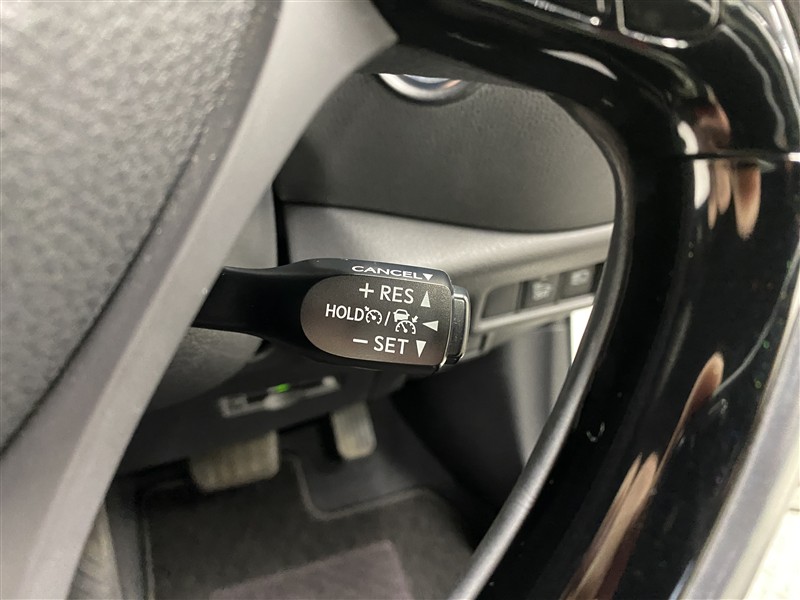 CANCEL▼
+ RES ▲
HOLD / ◀
− SET ▼